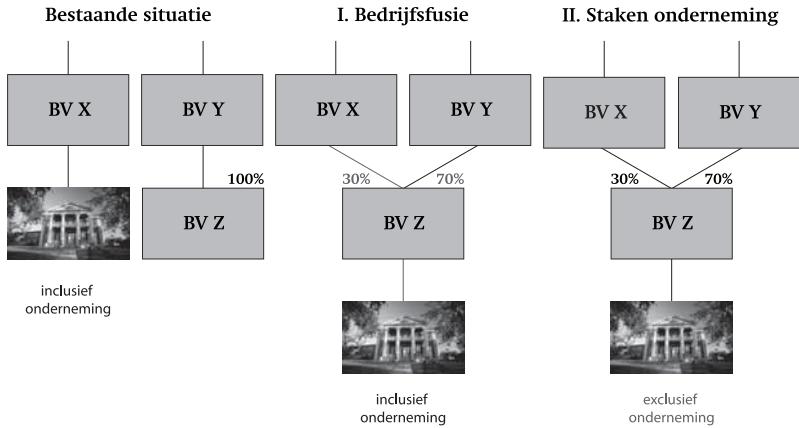 Bestaande situatie
I. Bedrijfsfusie
II. Staken onderneming
BV X
BV Y
BV X
BV Y
BV X
BV Y
100%
30%
70%
30%
70%
BV Z
BV Z
BV Z
inclusief
onderneming
inclusief
onderneming
exclusief
onderneming